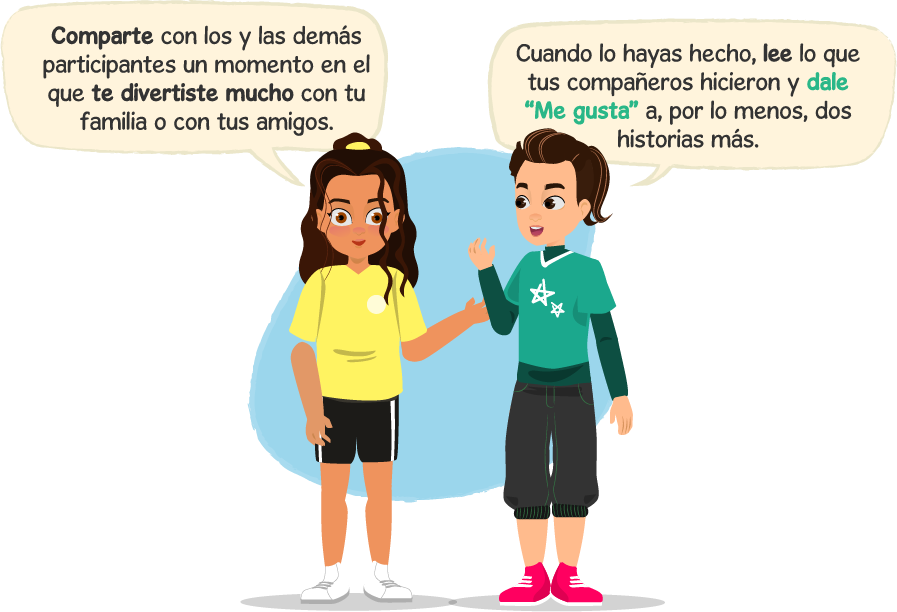 Comparte con los y las demás
participantes un momento en el
que te divertiste mucho con tu
familia o con tus amigos.
Cuando lo hayas hecho, lee lo que
tus compañeros hicieron y dale
“Me gusta” a, por lo menos, dos
historias más.